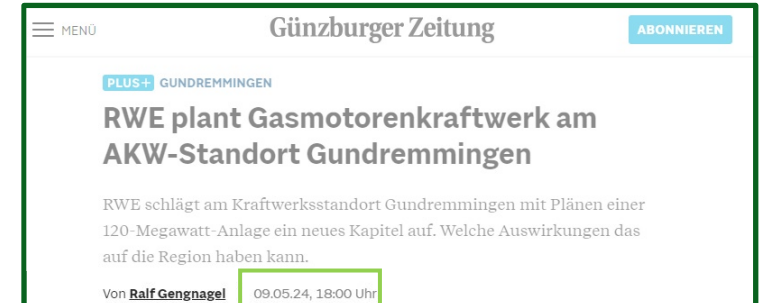 MENÜ
Günzburger Zeitung
ABONNIEREN
PLUS+ GUNDREMMINGEN
RWE plant Gasmotorenkraftwerk am
AKW-Standort Gundremmingen
RWE schlägt am Kraftwerksstandort Gundremmingen mit Plänen einer
120-Megawatt-Anlage ein neues Kapitel auf. Welche Auswirkungen das
auf die Region haben kann.
Von Ralf Gengnagel 09.05.24, 18:00 Uhr